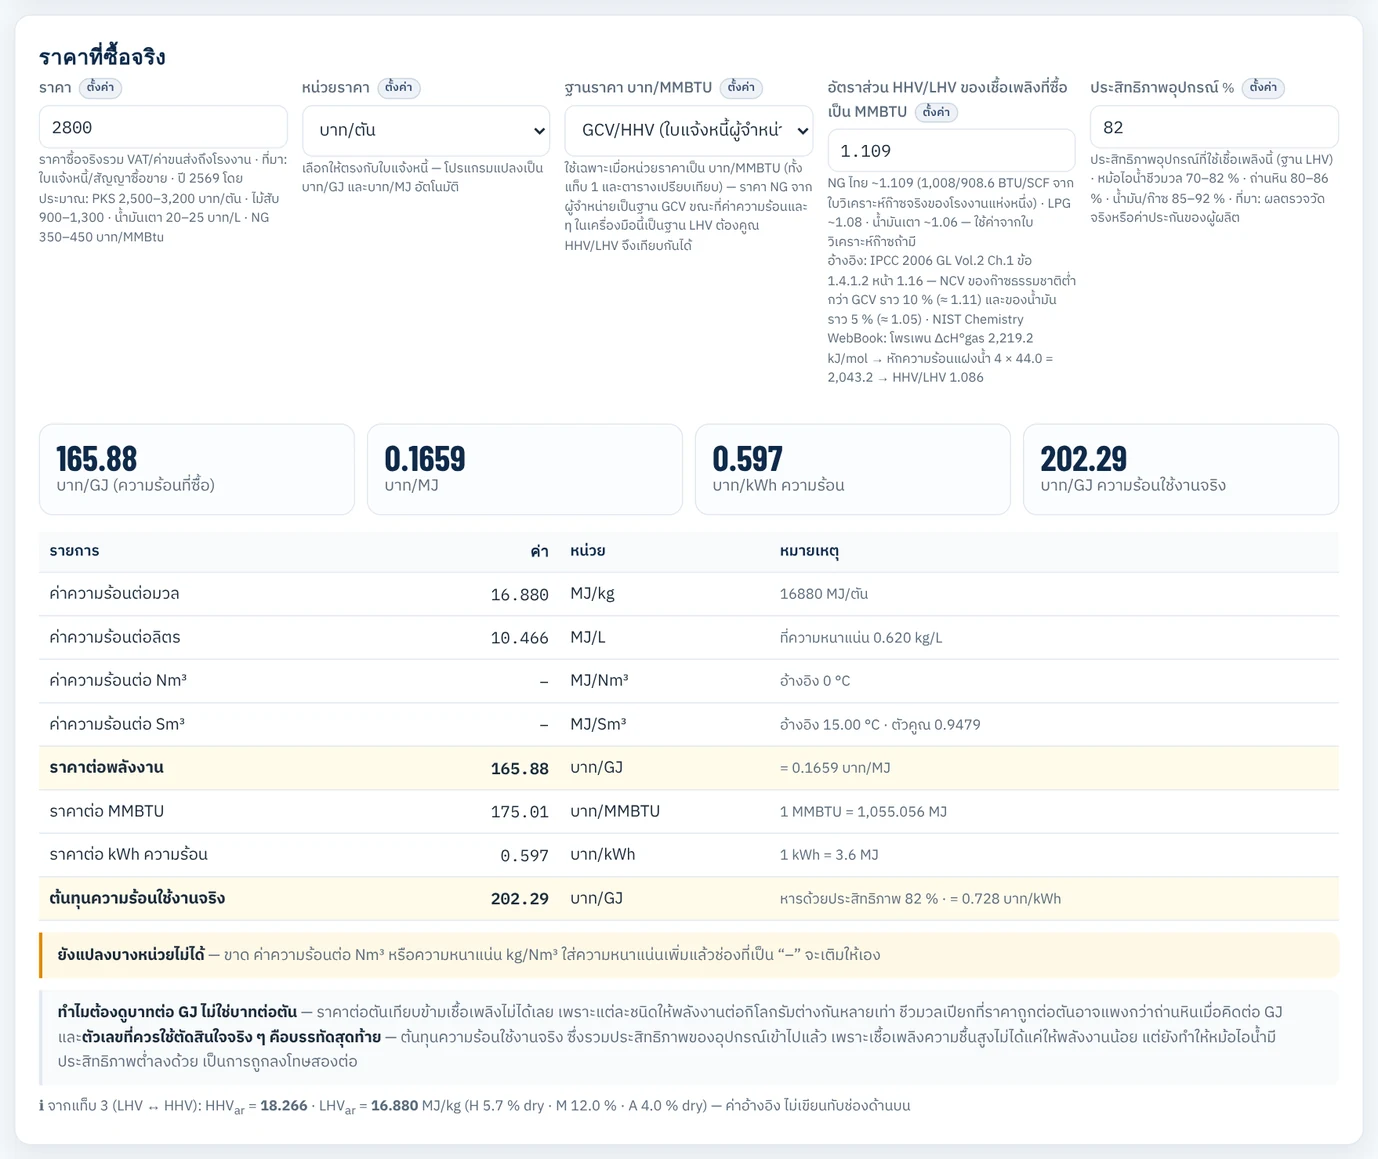 ราคาที่ซื้อจริง
ราคา ตั้งค่า
2800
ราคาซื้อจริงรวม VAT/ค่าขนส่งถึงโรงงาน · ที่มา:
ใบแจ้งหนี้/สัญญาซื้อขาย · ปี 2569 โดย
ประมาณ: PKS 2,500–3,200 บาท/ตัน · ไม้สับ
900–1,300 · น้ำมันเตา 20–25 บาท/L · NG
350–450 บาท/MMBtu
หน่วยราคา ตั้งค่า
บาท/ตัน
เลือกให้ตรงกับใบแจ้งหนี้ — โปรแกรมแปลงเป็น
บาท/GJ และบาท/MJ อัตโนมัติ
ฐานราคา บาท/MMBTU ตั้งค่า
GCV/HHV (ใบแจ้งหนี้ผู้จำหน่
ใช้เฉพาะเมื่อหน่วยราคาเป็น บาท/MMBTU (ทั้ง
แท็บ 1 และตารางเปรียบเทียบ) — ราคา NG จาก
ผู้จำหน่ายเป็นฐาน GCV ขณะที่ค่าความร้อนและ
η ในเครื่องมือนี้เป็นฐาน LHV ต้องคูณ
HHV/LHV จึงเทียบกันได้
อัตราส่วน HHV/LHV ของเชื้อเพลิงที่ซื้อ
เป็น MMBTU ตั้งค่า
1.109
NG ไทย ~1.109 (1,008/908.6 BTU/SCF จาก
ใบวิเคราะห์ก๊าซจริงของโรงงานแห่งหนึ่ง) · LPG
~1.08 · น้ำมันเตา ~1.06 — ใช้ค่าจากใบ
วิเคราะห์ก๊าซถ้ามี
อ้างอิง: IPCC 2006 GL Vol.2 Ch.1 ข้อ
1.4.1.2 หน้า 1.16 — NCV ของก๊าซธรรมชาติต่ำ
กว่า GCV ราว 10 % (≈ 1.11) และของน้ำมัน
ราว 5 % (≈ 1.05) · NIST Chemistry
WebBook: โพรเพน ΔcH°gas 2,219.2
kJ/mol → หักความร้อนแฝงน้ำ 4 × 44.0 =
2,043.2 → HHV/LHV 1.086
ประสิทธิภาพอุปกรณ์ % ตั้งค่า
82
ประสิทธิภาพอุปกรณ์ที่ใช้เชื้อเพลิงนี้ (ฐาน LHV)
· หม้อไอน้ำชีวมวล 70–82 % · ถ่านหิน 80–86
% · น้ำมัน/ก๊าซ 85–92 % · ที่มา: ผลตรวจวัด
จริงหรือค่าประกันของผู้ผลิต
165.88
บาท/GJ (ความร้อนที่ซื้อ)
0.1659
บาท/MJ
0.597
บาท/kWh ความร้อน
202.29
บาท/GJ ความร้อนใช้งานจริง
รายการ ค่า หน่วย หมายเหตุ
ค่าความร้อนต่อมวล 16.880 MJ/kg 16880 MJ/ตัน
ค่าความร้อนต่อลิตร 10.466 MJ/L ที่ความหนาแน่น 0.620 kg/L
ค่าความร้อนต่อ Nm³ – MJ/Nm³ อ้างอิง 0 °C
ค่าความร้อนต่อ Sm³ – MJ/Sm³ อ้างอิง 15.00 °C · ตัวคูณ 0.9479
ราคาต่อพลังงาน 165.88 บาท/GJ = 0.1659 บาท/MJ
ราคาต่อ MMBTU 175.01 บาท/MMBTU 1 MMBTU = 1,055.056 MJ
ราคาต่อ kWh ความร้อน 0.597 บาท/kWh 1 kWh = 3.6 MJ
ต้นทุนความร้อนใช้งานจริง 202.29 บาท/GJ หารด้วยประสิทธิภาพ 82 % · = 0.728 บาท/kWh
ยังแปลงบางหน่วยไม่ได้ — ขาด ค่าความร้อนต่อ Nm³ หรือความหนาแน่น kg/Nm³ ใส่ความหนาแน่นเพิ่มแล้วช่องที่เป็น “–” จะเติมให้เอง
ทำไมต้องดูบาทต่อ GJ ไม่ใช่บาทต่อตัน — ราคาต่อตันเทียบข้ามเชื้อเพลิงไม่ได้เลย เพราะแต่ละชนิดให้พลังงานต่อกิโลกรัมต่างกันหลายเท่า ชีวมวลเปียกที่ราคาถูกต่อตันอาจแพงกว่าถ่านหินเมื่อคิดต่อ GJ
และตัวเลขที่ควรใช้ตัดสินใจจริง ๆ คือบรรทัดสุดท้าย — ต้นทุนความร้อนใช้งานจริง ซึ่งรวมประสิทธิภาพของอุปกรณ์เข้าไปแล้ว เพราะเชื้อเพลิงความชื้นสูงไม่ได้แค่ให้พลังงานน้อย แต่ยังทำให้หม้อไอน้ำมี
ประสิทธิภาพต่ำลงด้วย เป็นการถูกลงโทษสองต่อ
ℹ จากแท็บ 3 (LHV ↔ HHV): HHVar = 18.266 · LHVar = 16.880 MJ/kg (H 5.7 % dry · M 12.0 % · A 4.0 % dry) — ค่าอ้างอิง ไม่เขียนทับช่องด้านบน